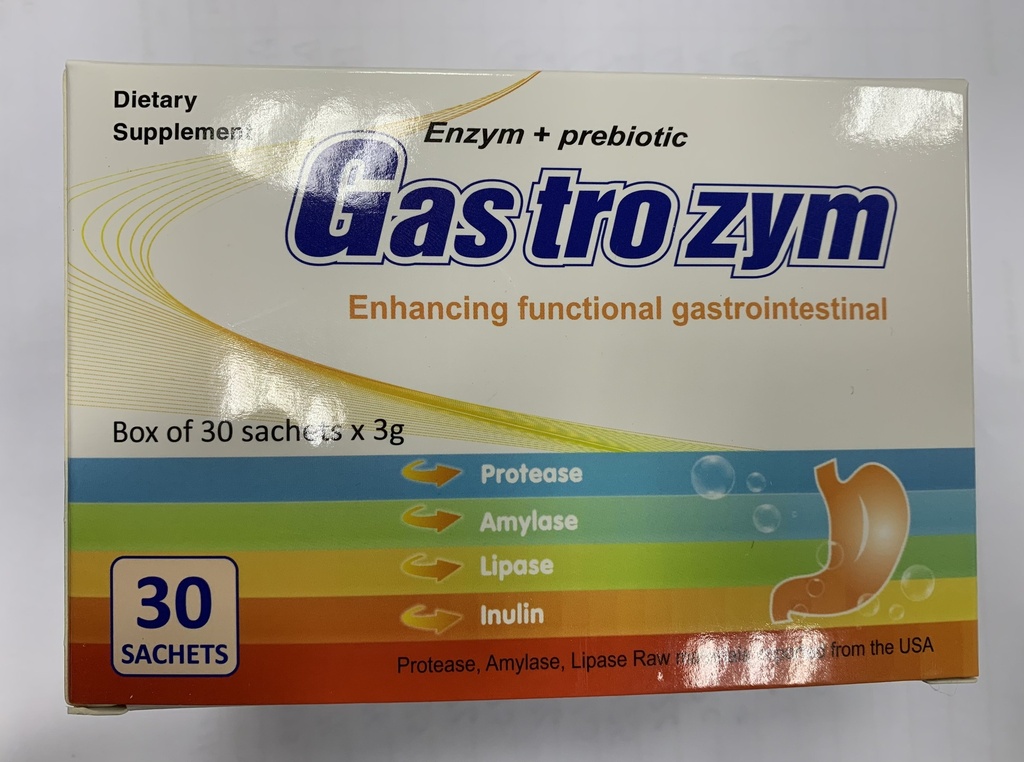 Dietary
Supplement
Enzym + prebiotic
Gastrozym
Enhancing functional gastrointestinal
Box of 30 sachets x 3g
Protease
Amylase
Lipase
Inulin
30
SACHETS
Protease, Amylase, Lipase Raw from the USA